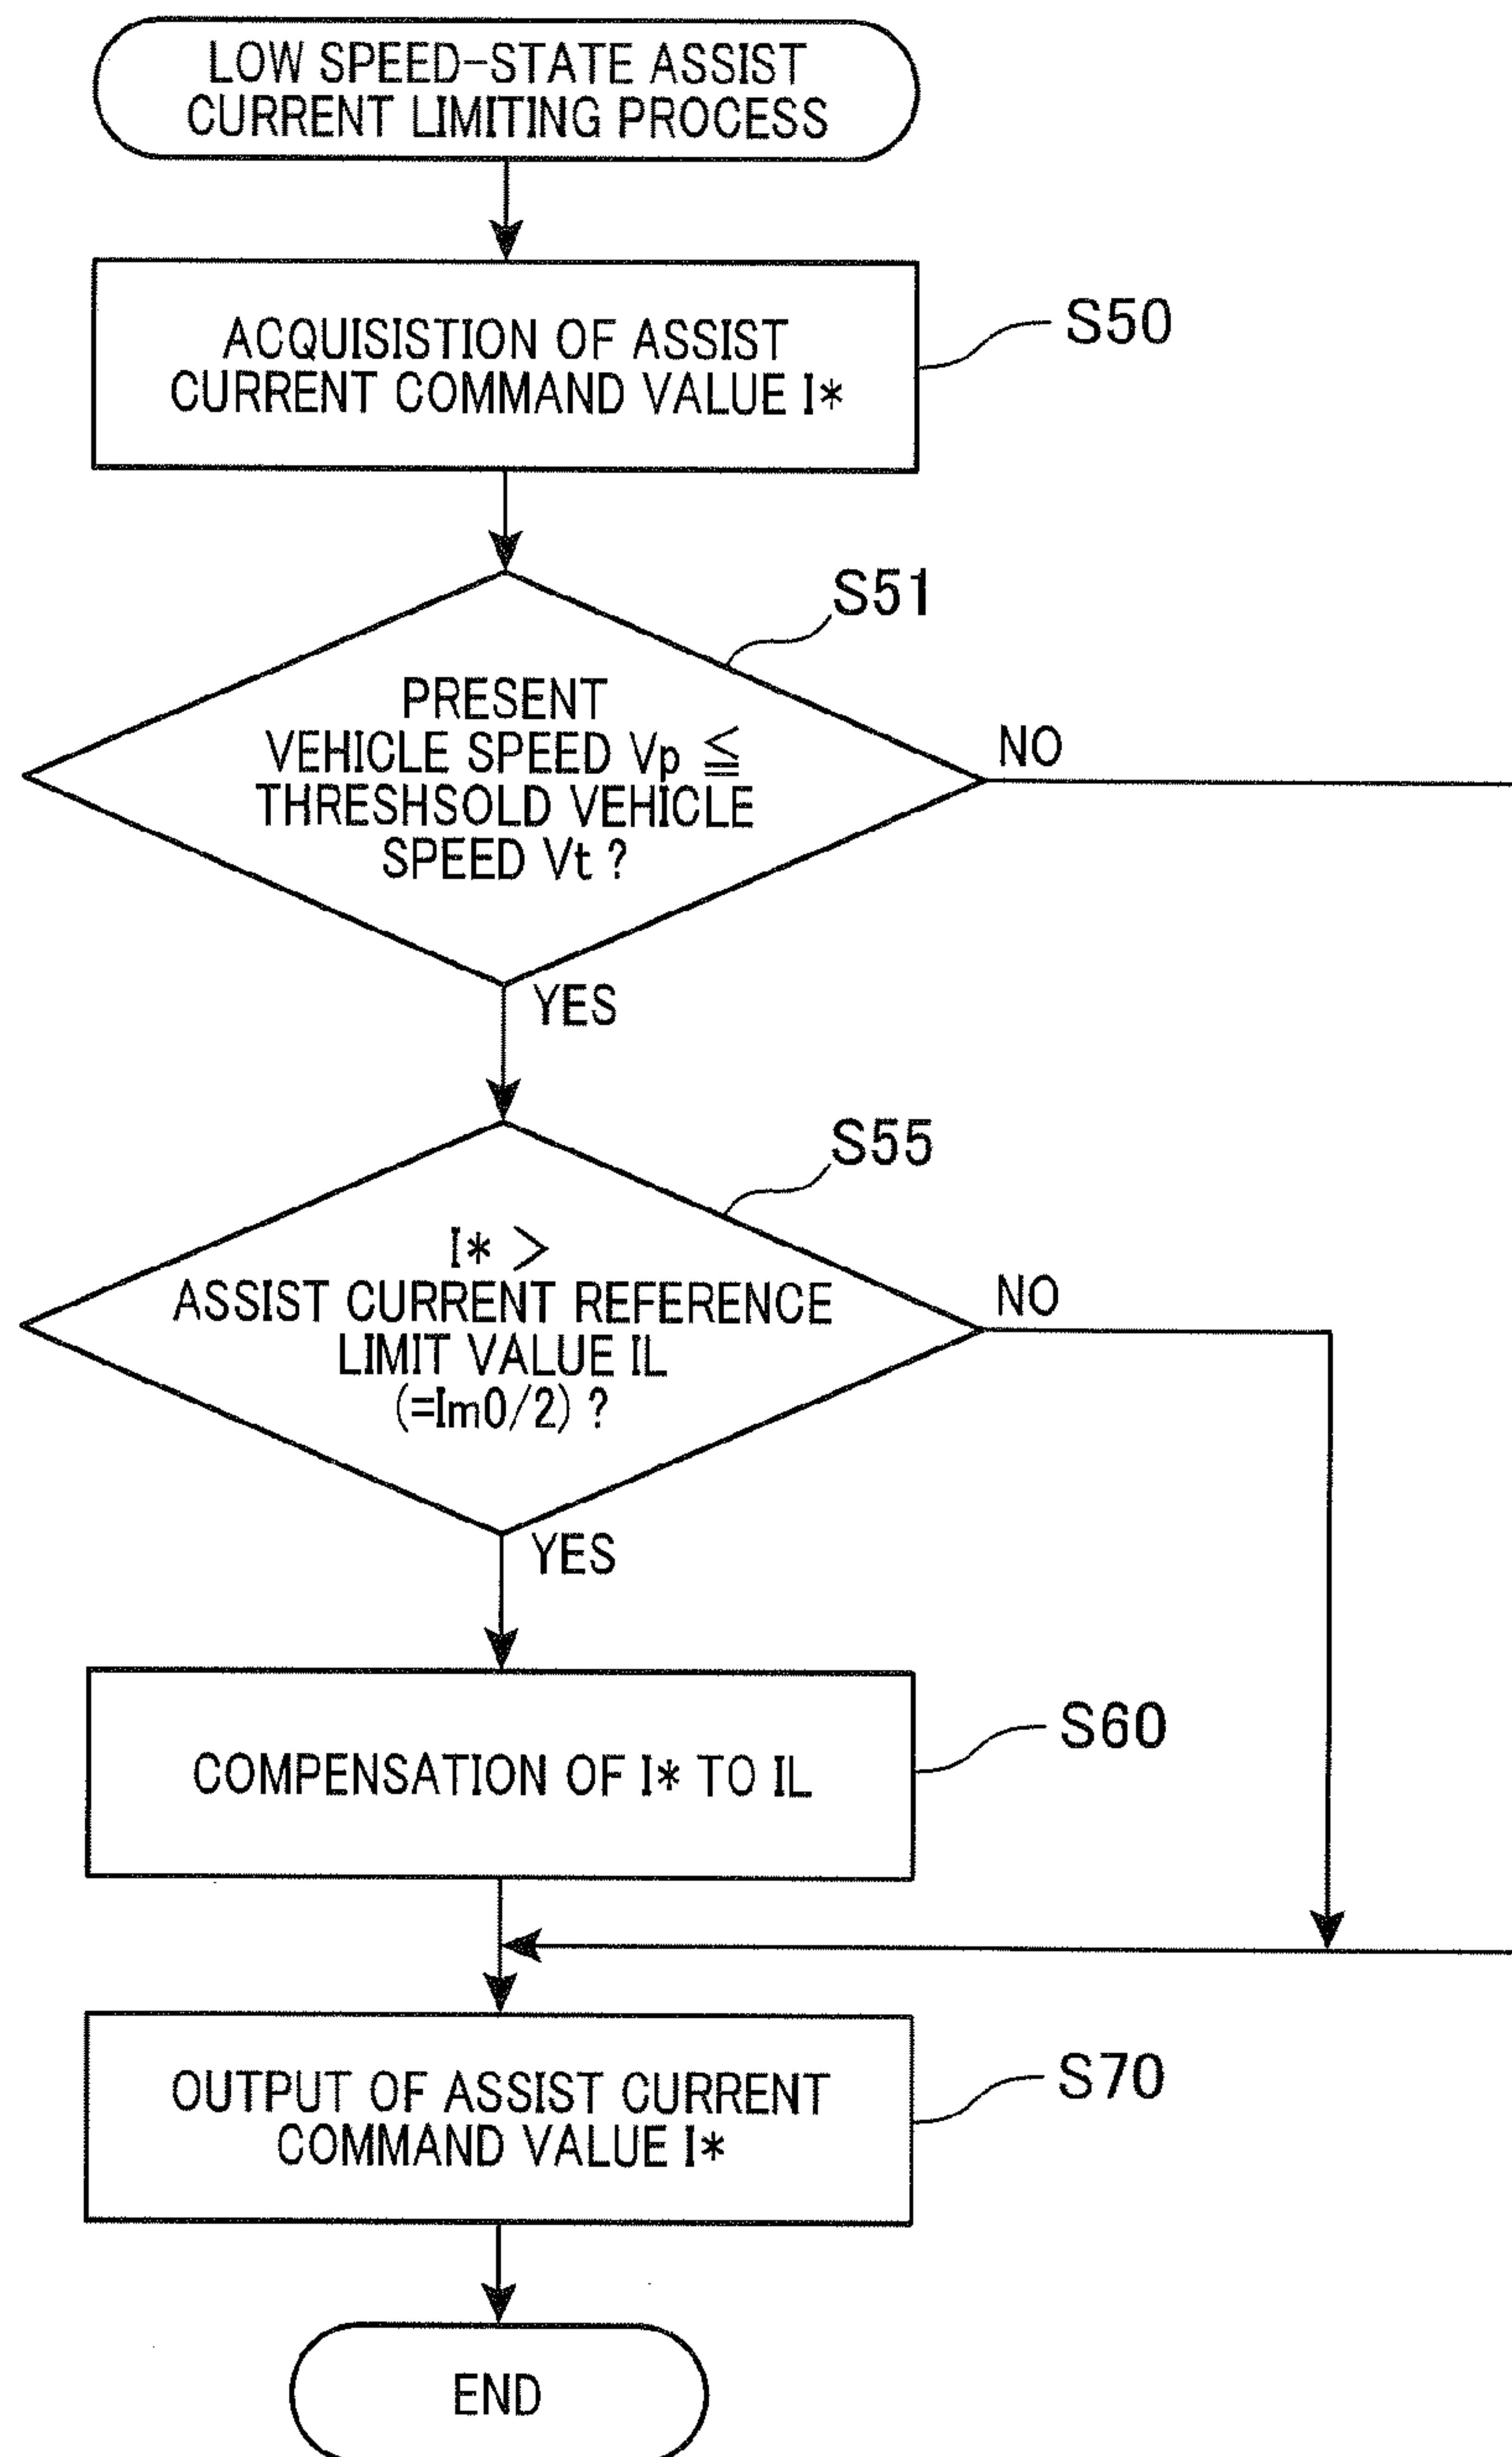 LOW SPEED-STATE ASSIST
CURRENT LIMITING PROCESS
ACQUISISTION OF ASSIST
CURRENT COMMAND VALUE I*
S50
S51
PRESENT
VEHICLE SPEED Vp ≦
THRESHSOLD VEHICLE
SPEED Vt ?
NO
YES
S55
I* >
ASSIST CURRENT REFERENCE
LIMIT VALUE IL
(=Im0/2) ?
NO
YES
COMPENSATION OF I* TO IL
S60
OUTPUT OF ASSIST CURRENT
COMMAND VALUE I*
S70
END